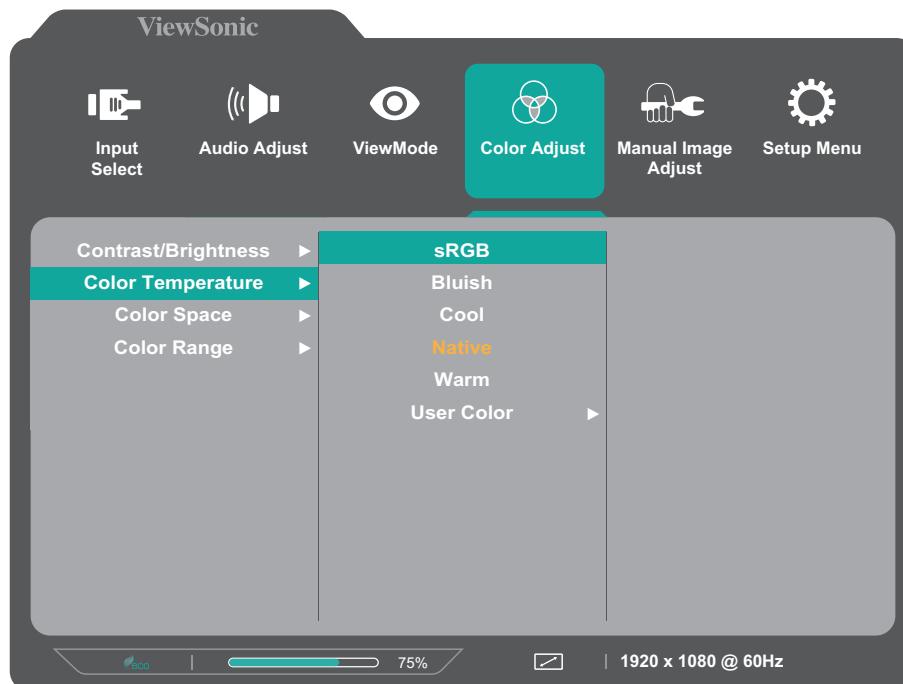 ViewSonic
Input
Select
Audio Adjust
ViewMode
Color Adjust
Manual Image
Adjust
Setup Menu
Contrast/Brightness
Color Temperature
Color Space
Color Range
sRGB
Bluish
Cool
Native
Warm
User Color
ECO
75%
1920 x 1080 @ 60Hz